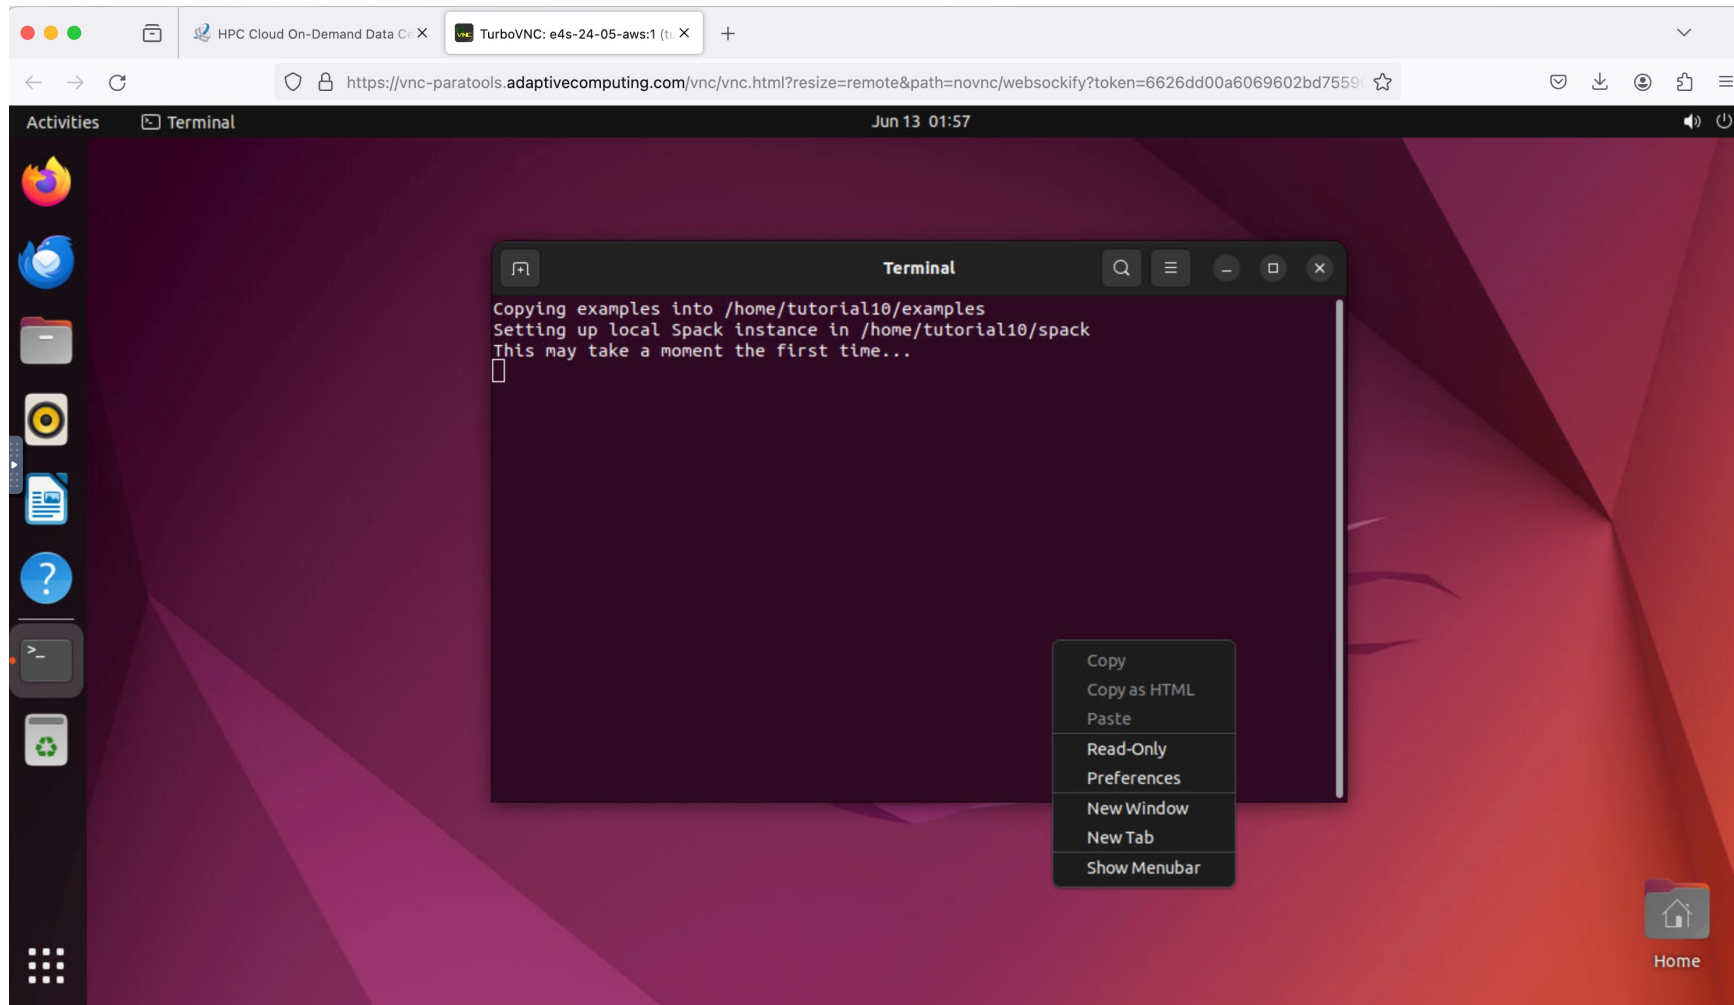 HPC Cloud On-Demand Data Ce
TurboVNC: e4s-24-05-aws:1 (tu
https://vnc-paratools.adaptivecomputing.com/vnc/vnc.html?resize=remote&path=novnc/websockify?token=6626dd00a6069602bd7559
Activities
Terminal
Jun 13 01:57
Terminal
Copying examples into /home/tutorial10/examples
Setting up local Spack instance in /home/tutorial10/spack
This may take a moment the first time...
Copy
Copy as HTML
Paste
Read-Only
Preferences
New Window
New Tab
Show Menubar
Home